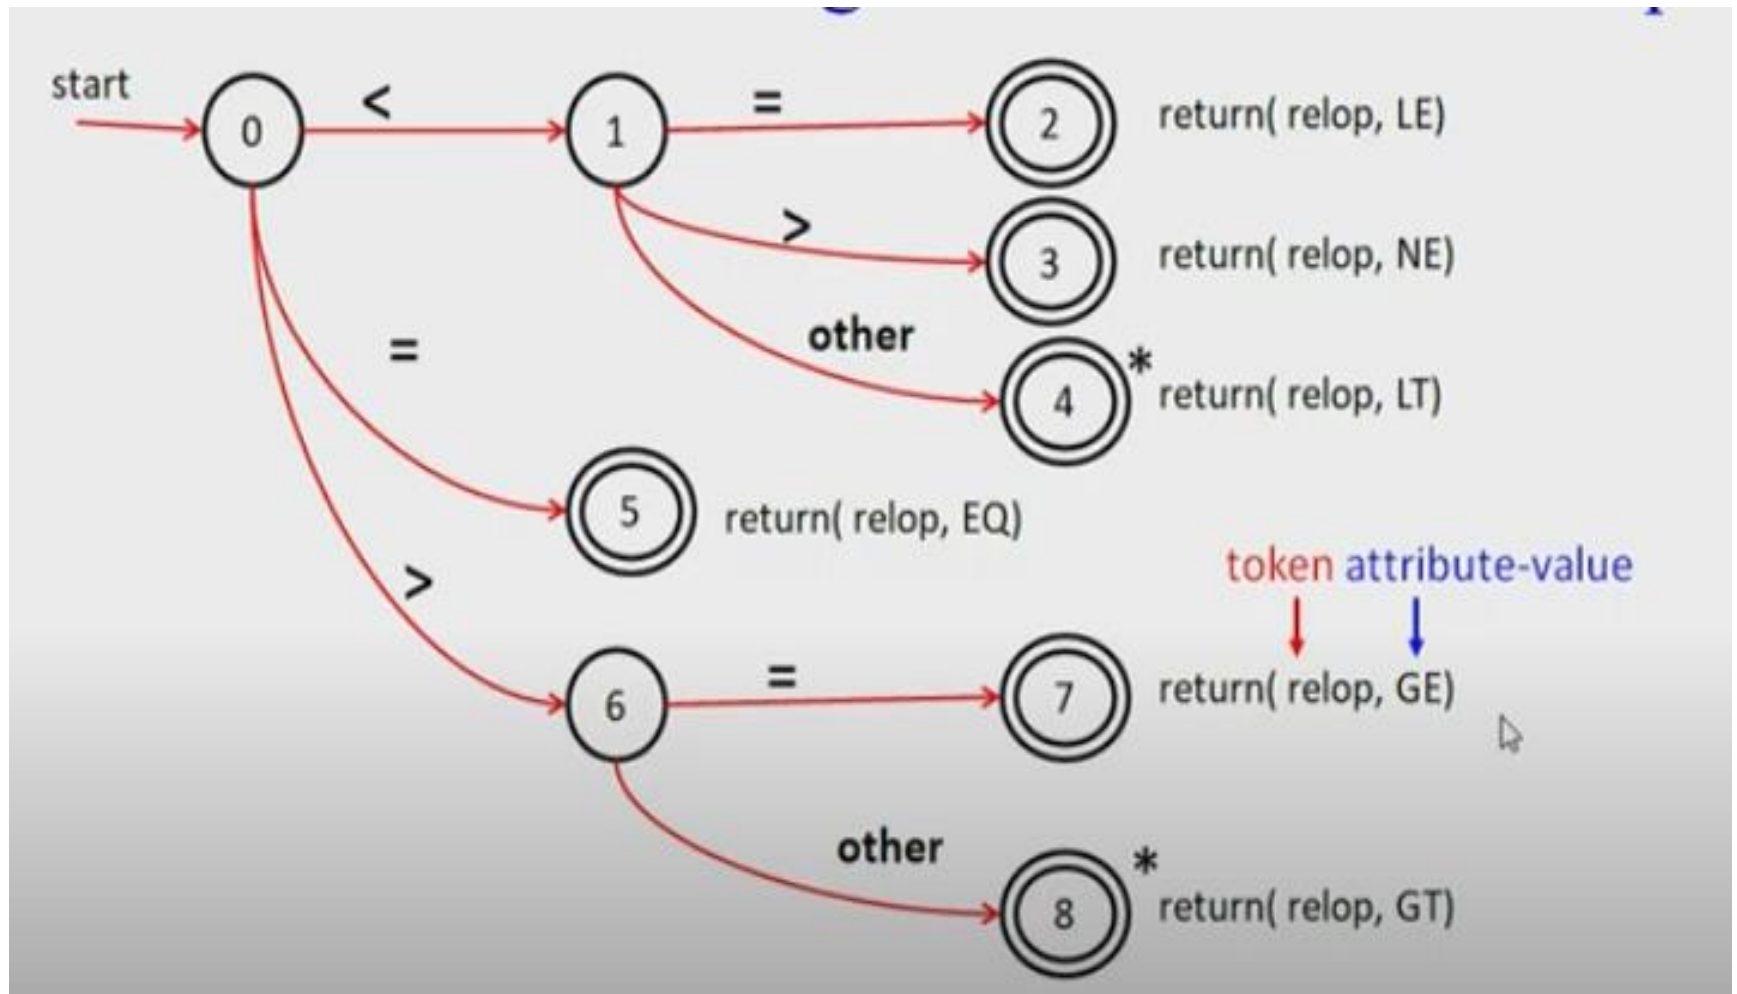 start
0
<
1
=
2
return( relop, LE)
>
3
return( relop, NE)
other
4
*
return( relop, LT)
=
5
return( relop, EQ)
>
token attribute-value
6
=
7
return( relop, GE)
other
8
*
return( relop, GT)